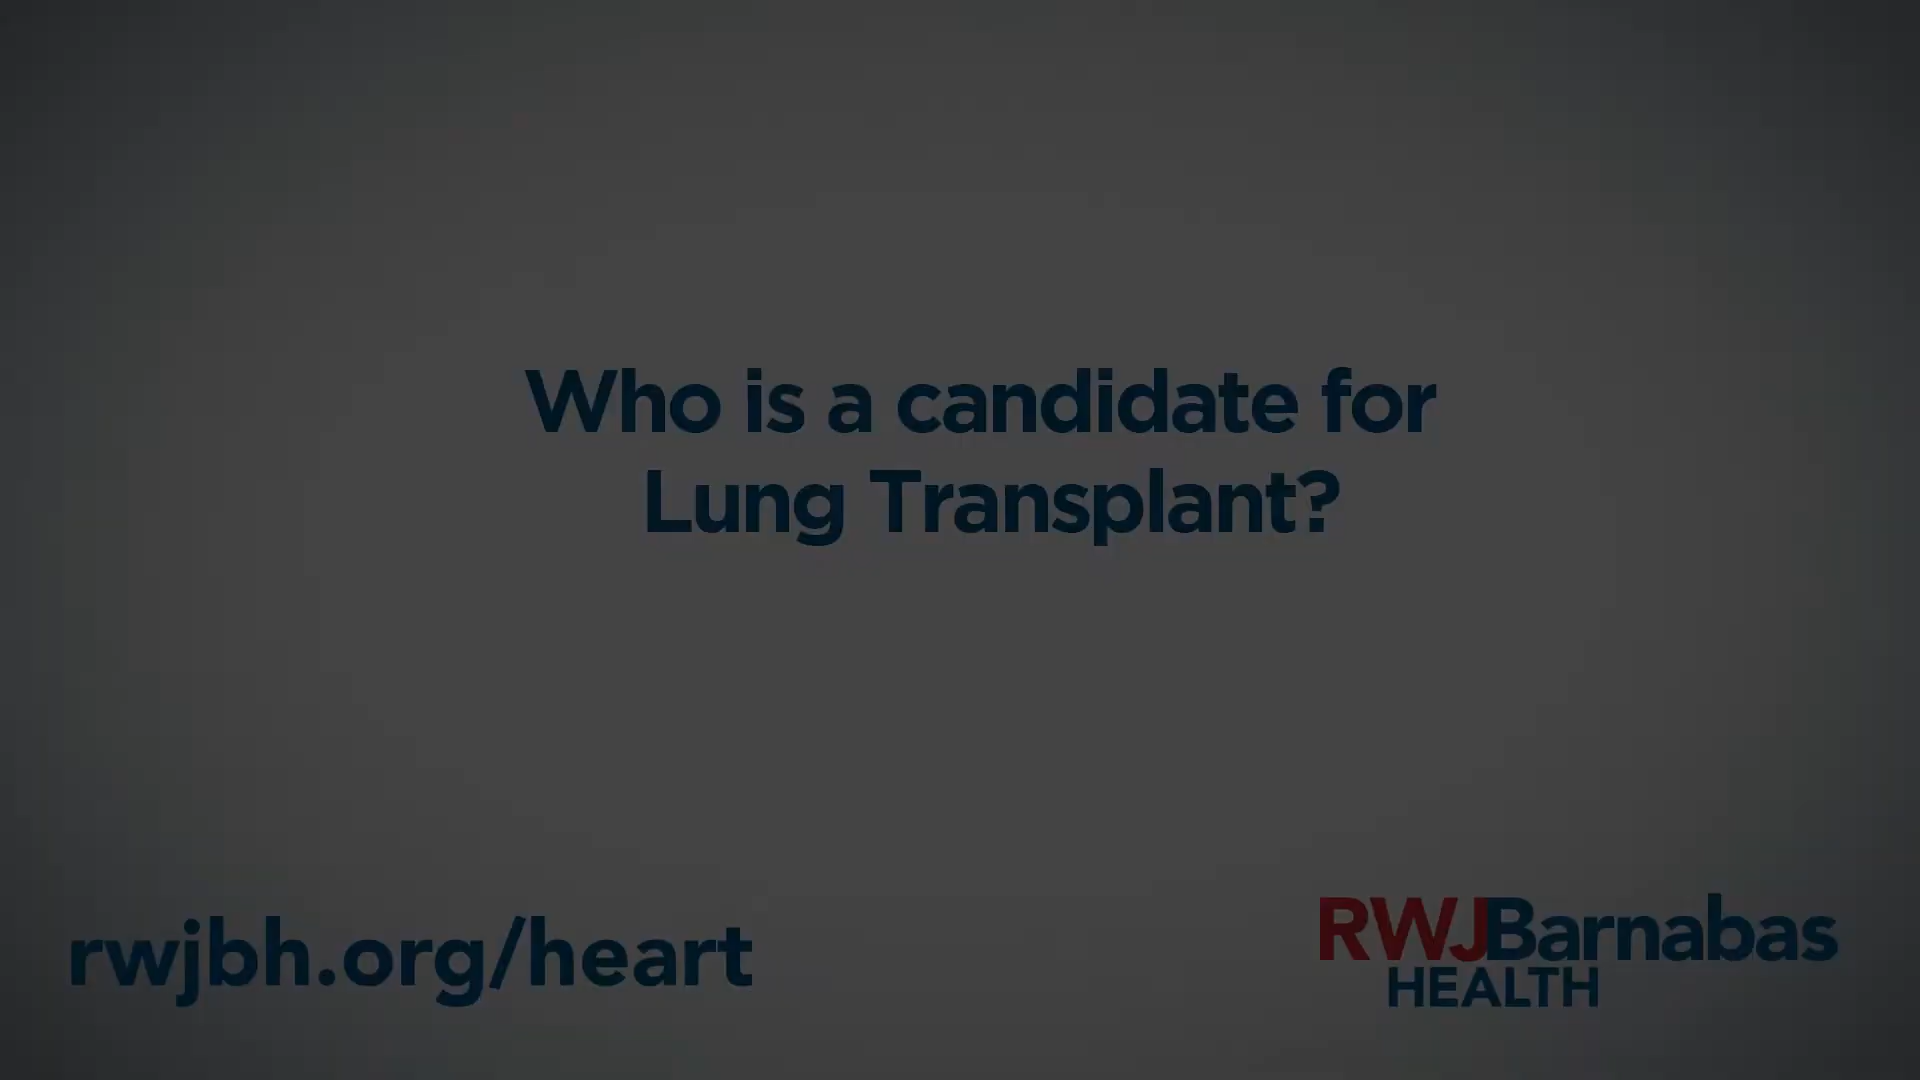 Who is a candidate for
Lung Transplant?
rwjbh.org/heart
RWJBarnabas
HEALTH